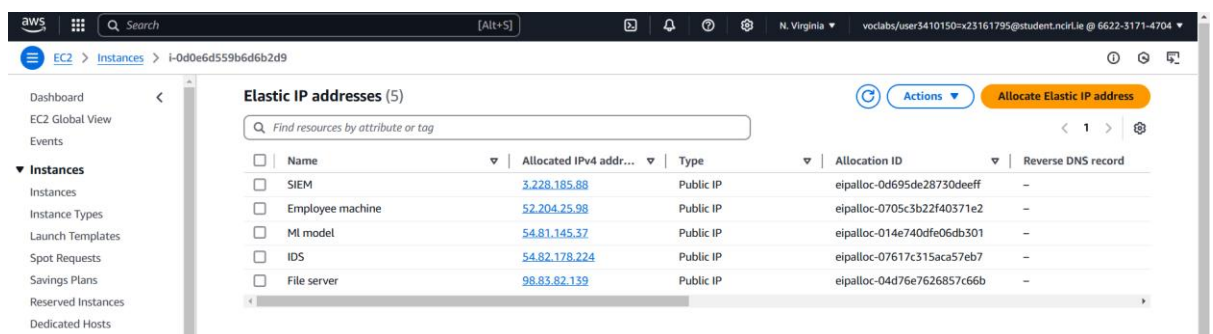 aws Search [Alt+S] N. Virginia ▼ voclabs/user3410150=x23161795@student.ncirl.ie @ 6622-3171-4704 ▼
EC2 > Instances > i-0d0e6d559b6d6b2d9
Dashboard
EC2 Global View
Events
▼ Instances
Instances
Instance Types
Launch Templates
Spot Requests
Savings Plans
Reserved Instances
Dedicated Hosts
Elastic IP addresses (5)
Actions ▼
Allocate Elastic IP address
Find resources by attribute or tag
< 1 >
Name Allocated IPv4 addr... Type Allocation ID Reverse DNS record
SIEM 3.228.185.88 Public IP eipalloc-0d695de28730deeff –
Employee machine 52.204.25.98 Public IP eipalloc-0705c3b22f40371e2 –
Ml model 54.81.145.37 Public IP eipalloc-014e740dfe06db301 –
IDS 54.82.178.224 Public IP eipalloc-07617c315aca57eb7 –
File server 98.83.82.139 Public IP eipalloc-04d76e7626857c66b –